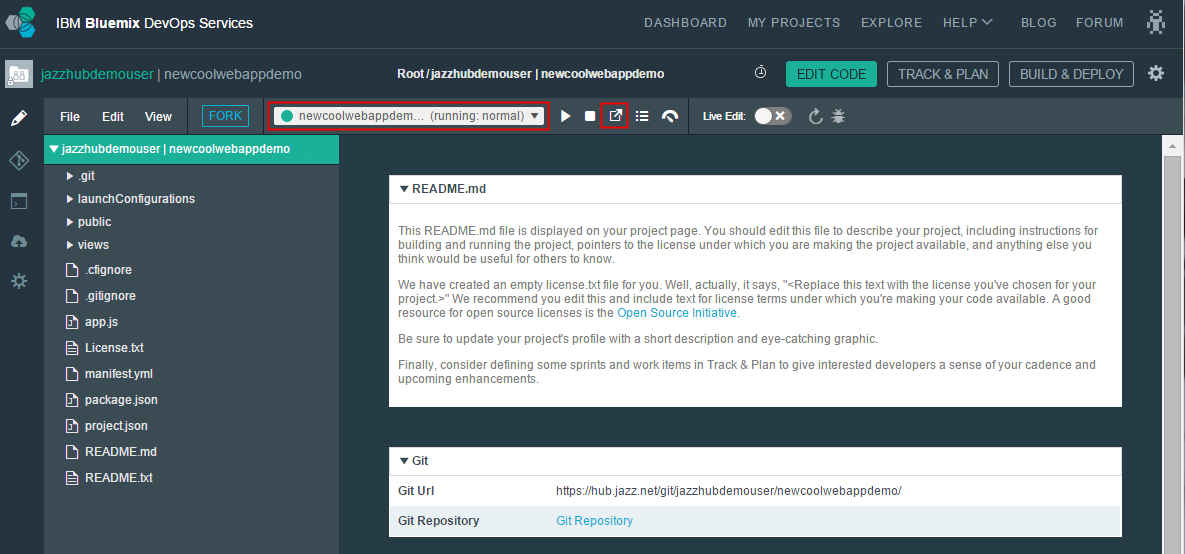 IBM Bluemix DevOps Services
DASHBOARD MY PROJECTS EXPLORE HELP BLOG FORUM
jazzhubdemouser | newcoolwebappdemo
Root / jazzhubdemouser | newcoolwebappdemo
EDIT CODE TRACK & PLAN BUILD & DEPLOY
File Edit View FORK newcoolwebappdem... (running: normal) Live Edit:
jazzhubdemouser | newcoolwebappdemo
.git
launchConfigurations
public
views
.cfignore
.gitignore
app.js
License.txt
manifest.yml
package.json
project.json
README.md
README.txt
README.md
This README.md file is displayed on your project page. You should edit this file to describe your project, including instructions for
building and running the project, pointers to the license under which you are making the project available, and anything else you
think would be useful for others to know.
We have created an empty license.txt file for you. Well, actually, it says, "<Replace this text with the license you've chosen for your
project.>" We recommend you edit this and include text for license terms under which you're making your code available. A good
resource for open source licenses is the Open Source Initiative.
Be sure to update your project's profile with a short description and eye-catching graphic.
Finally, consider defining some sprints and work items in Track & Plan to give interested developers a sense of your cadence and
upcoming enhancements.
Git
Git Url https://hub.jazz.net/git/jazzhubdemouser/newcoolwebappdemo/
Git Repository Git Repository